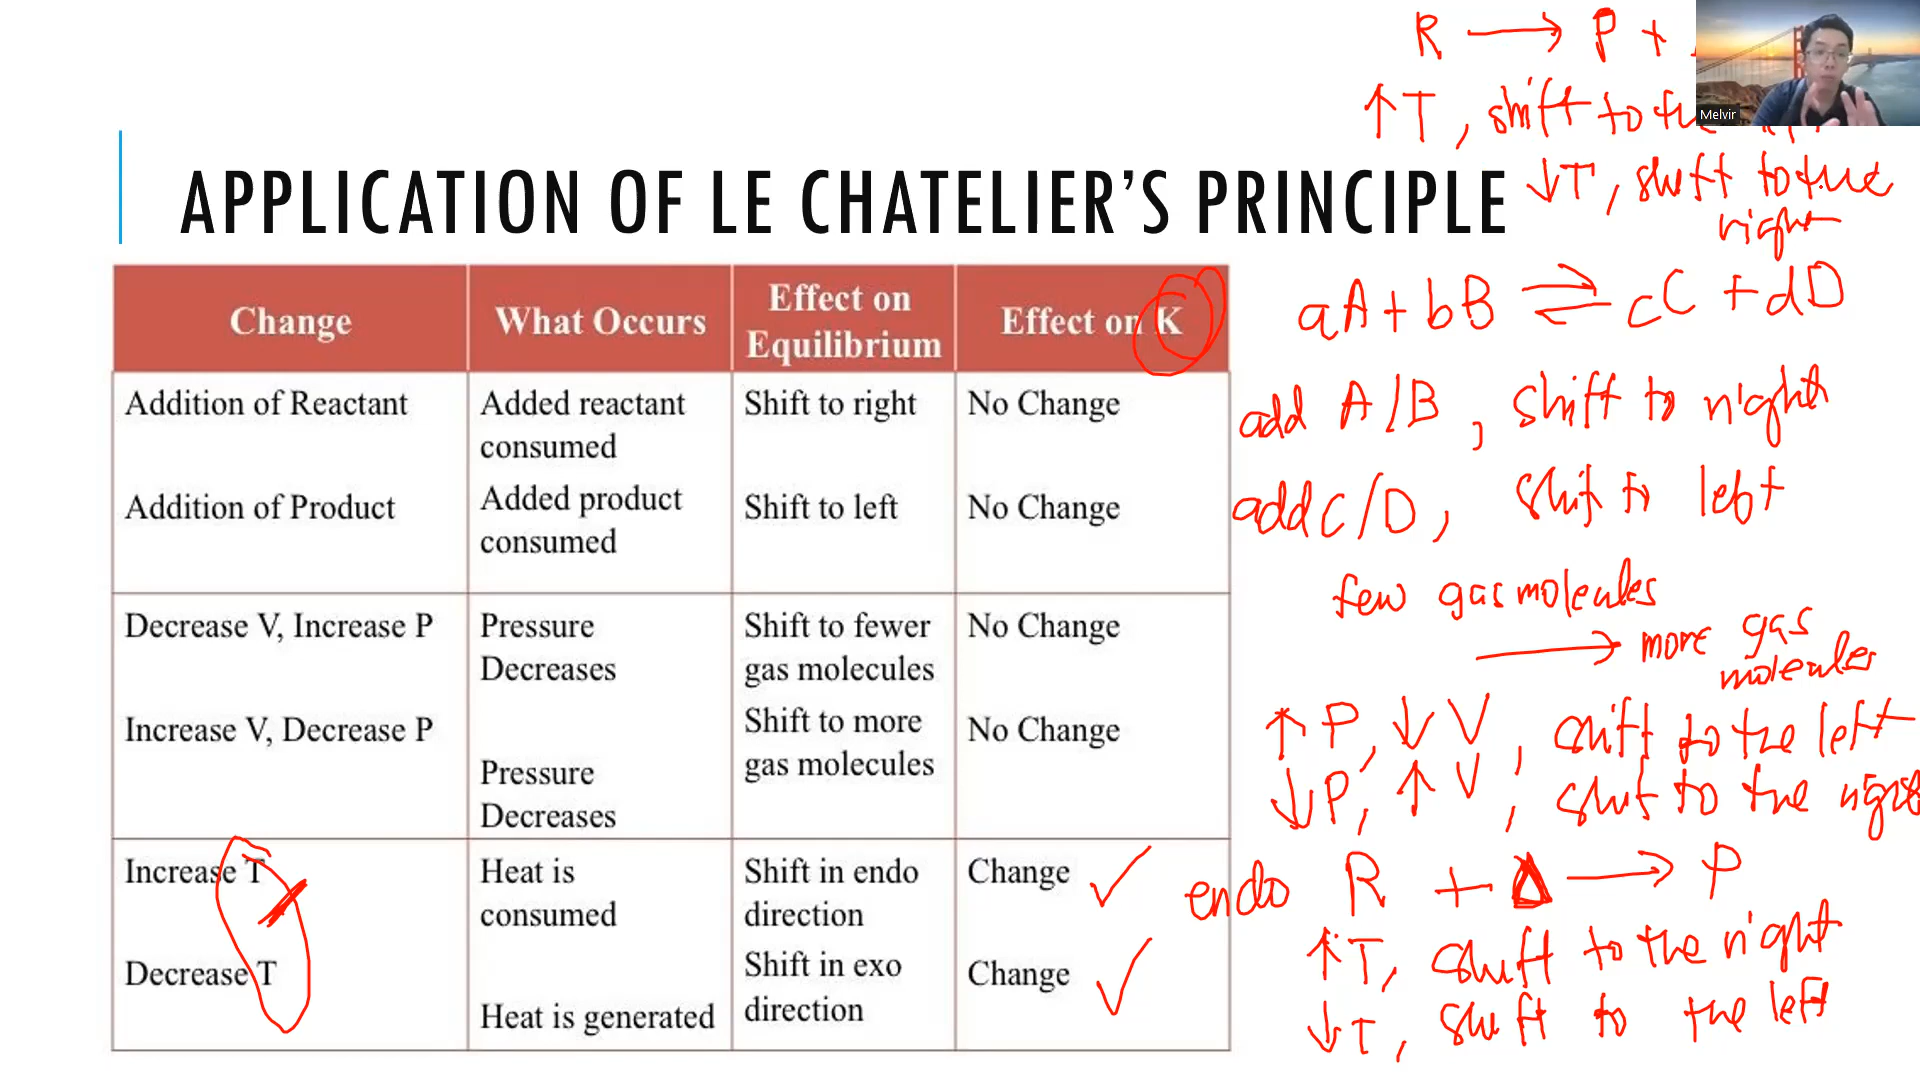 R → P +
↑T, shift to the
Melvir
↓T, shift to the
right
APPLICATION OF LE CHATELIER’S PRINCIPLE
Change What Occurs Effect on Equilibrium Effect on K
Addition of Reactant Added reactant consumed Shift to right No Change
Addition of Product Added product consumed Shift to left No Change
Decrease V, Increase P Pressure Decreases Shift to fewer gas molecules No Change
Increase V, Decrease P Pressure Decreases Shift to more gas molecules No Change
Increase T Heat is consumed Shift in endo direction Change ✓
Decrease T Heat is generated Shift in exo direction Change ✓
aA + bB ⇌ cC + dD
add A/B, shift to right
add C/D, shift to left
few gas molecules
→ more gas
molecules
↑P, ↓V, shift to the left
↓P, ↑V, shift to the right
endo R + Δ → P
↑T, shift to the right
↓T, shift to the left